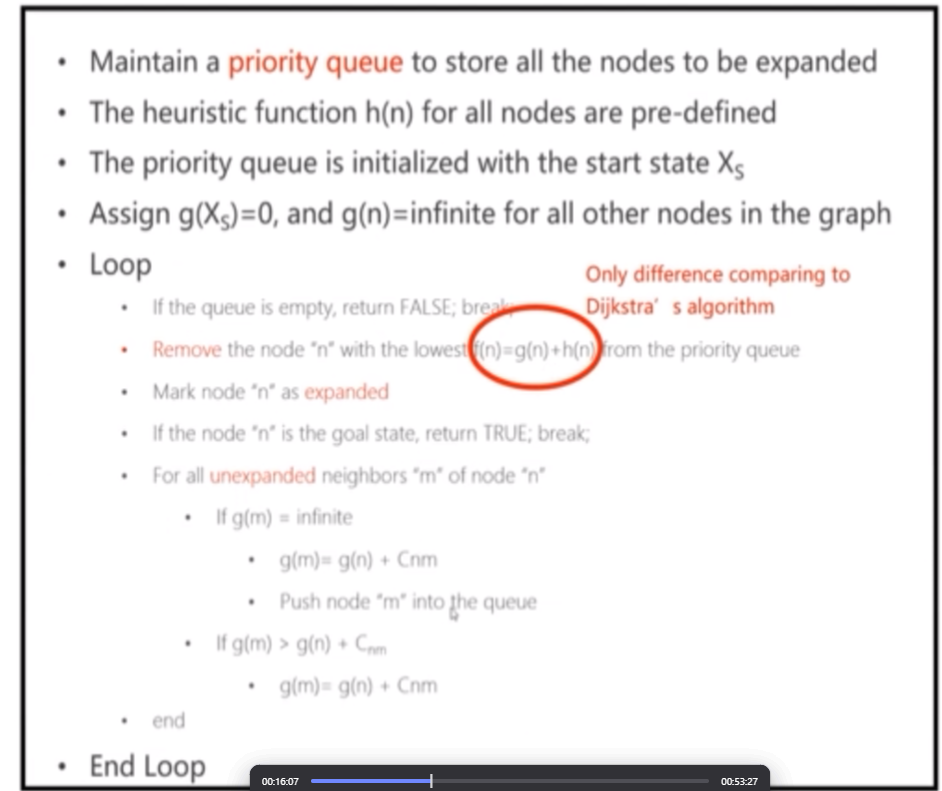 • Maintain a priority queue to store all the nodes to be expanded
• The heuristic function h(n) for all nodes are pre-defined
• The priority queue is initialized with the start state XS
• Assign g(XS)=0, and g(n)=infinite for all other nodes in the graph
• Loop
Only difference comparing to
Dijkstra' s algorithm
• If the queue is empty, return FALSE; break;
• Remove the node "n" with the lowest f(n)=g(n)+h(n) from the priority queue
• Mark node "n" as expanded
• If the node "n" is the goal state, return TRUE; break;
• For all unexpanded neighbors "m" of node "n"
• If g(m) = infinite
• g(m)= g(n) + Cnm
• Push node "m" into the queue
• If g(m) > g(n) + Cnm
• g(m)= g(n) + Cnm
• end
• End Loop
00:16:07 00:53:27